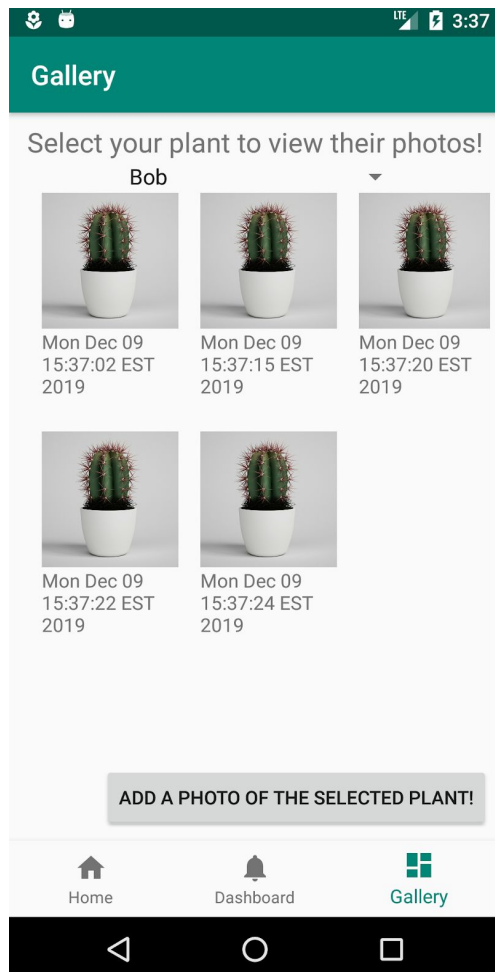 LTE 3:37
Gallery
Select your plant to view their photos!
Bob
Mon Dec 09
15:37:02 EST
2019
Mon Dec 09
15:37:15 EST
2019
Mon Dec 09
15:37:20 EST
2019
Mon Dec 09
15:37:22 EST
2019
Mon Dec 09
15:37:24 EST
2019
ADD A PHOTO OF THE SELECTED PLANT!
Home
Dashboard
Gallery